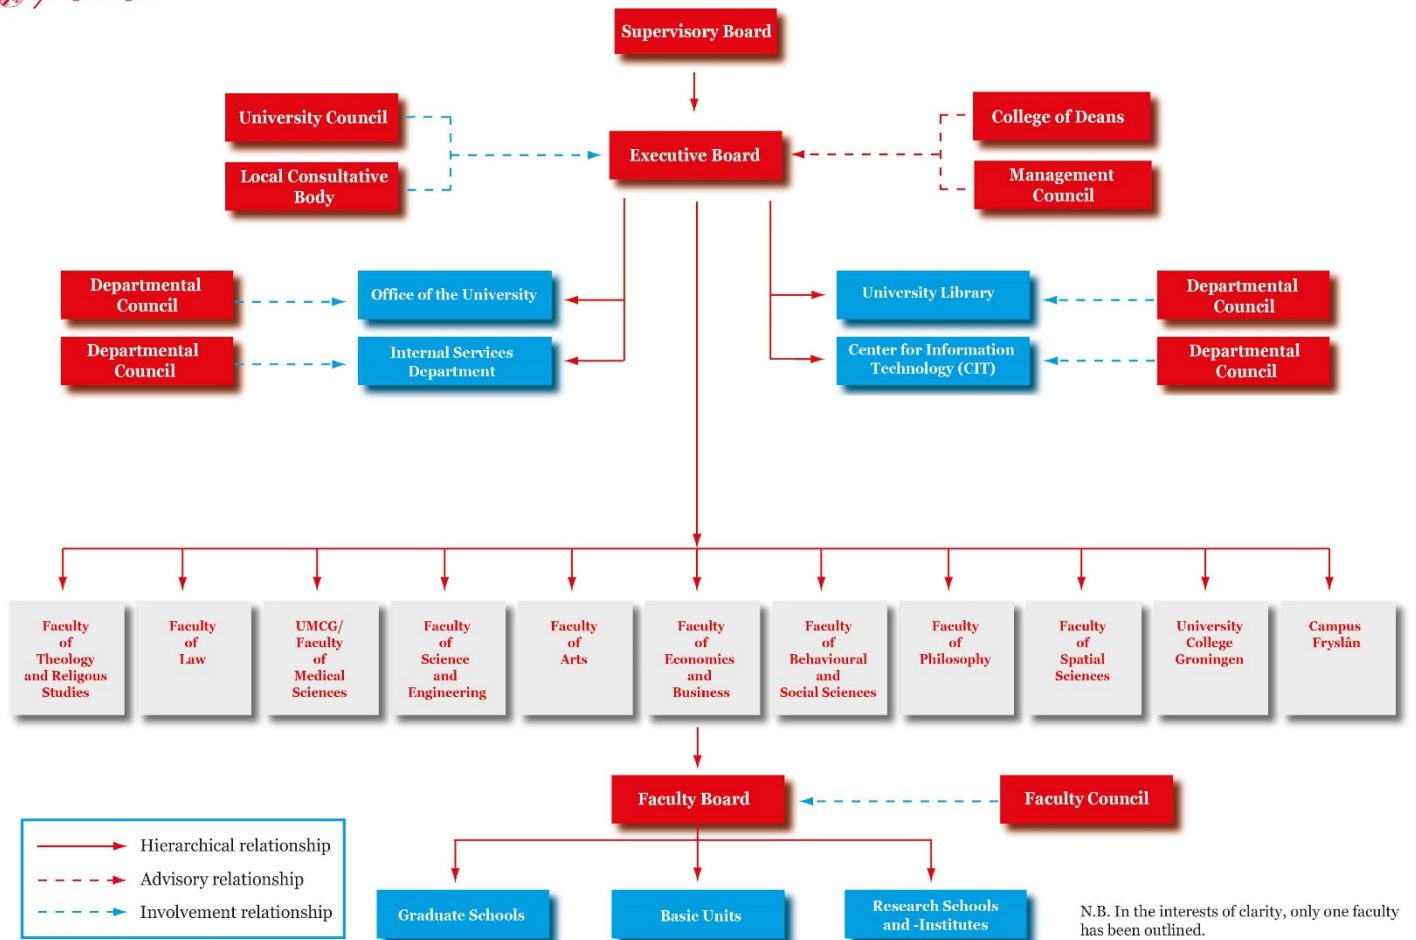 Supervisory Board
University Council
College of Deans
Executive Board
Local Consultative
Body
Management
Council
Departmental
Council
Office of the University
University Library
Departmental
Council
Departmental
Council
Internal Services
Department
Center for Information
Technology (CIT)
Departmental
Council
Faculty
of
Theology
and Religous
Studies
Faculty
of
Law
UMCG/
Faculty
of
Medical
Sciences
Faculty
of
Science
and
Engineering
Faculty
of
Arts
Faculty
of
Economics
and
Business
Faculty
of
Behavioural
and
Social Sciences
Faculty
of
Philosophy
Faculty
of
Spatial
Sciences
University
College
Groningen
Campus
Fryslân
Faculty Board
Faculty Council
Hierarchical relationship
Advisory relationship
Involvement relationship
Graduate Schools
Basic Units
Research Schools
and -Institutes
N.B. In the interests of clarity, only one faculty
has been outlined.